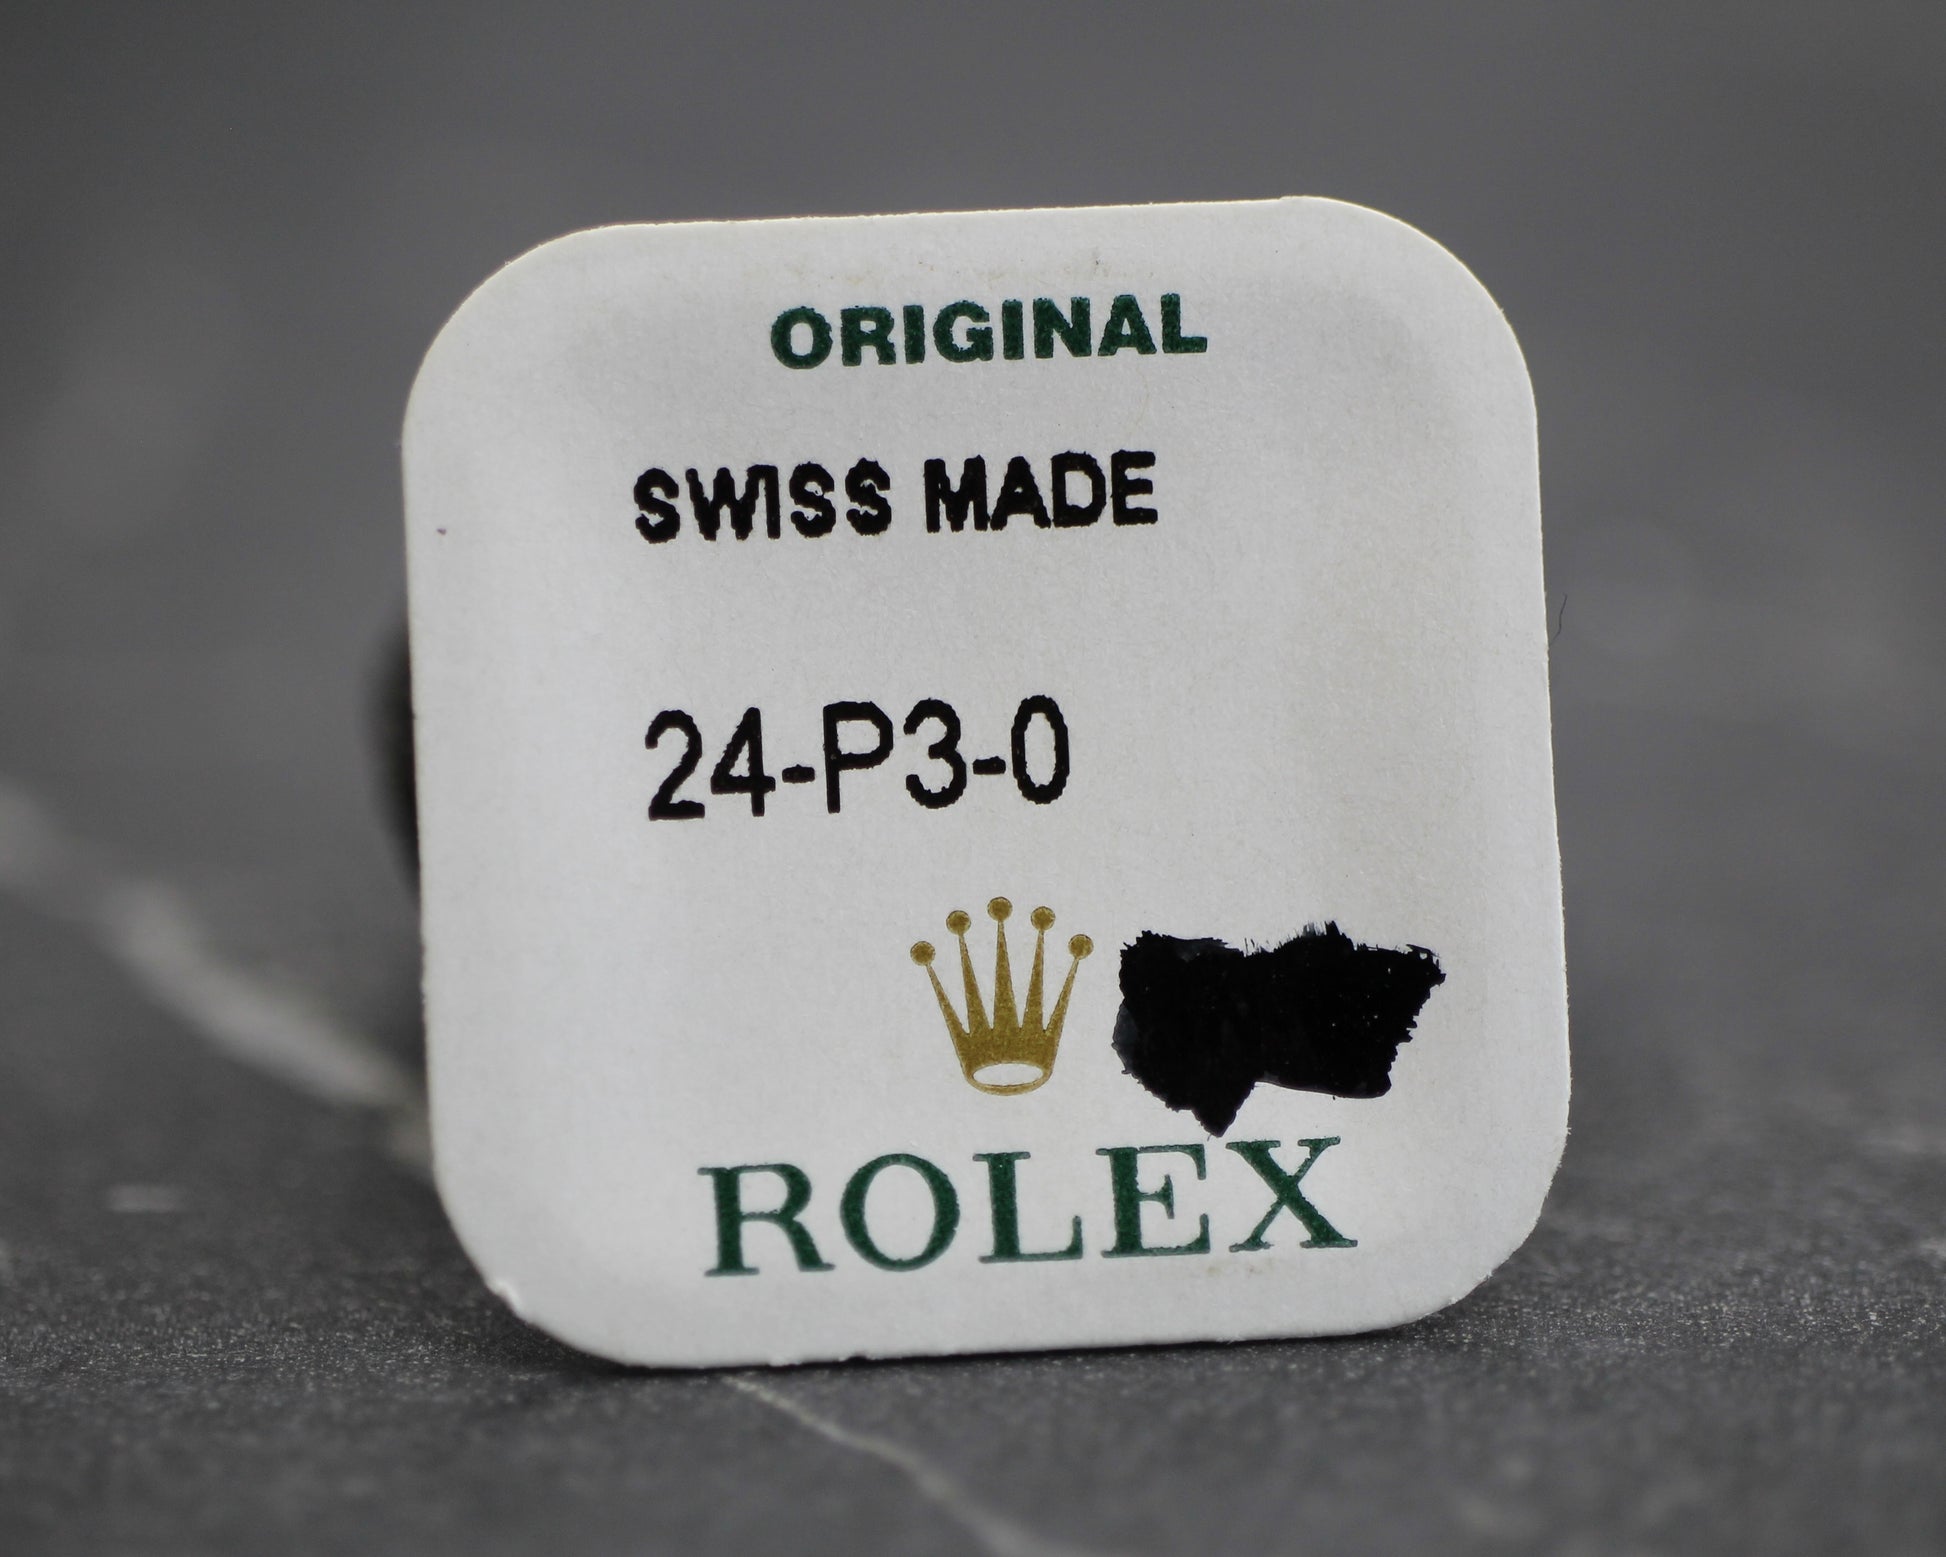 ORIGINAL
SWISS MADE
24-P3-0
ROLEX